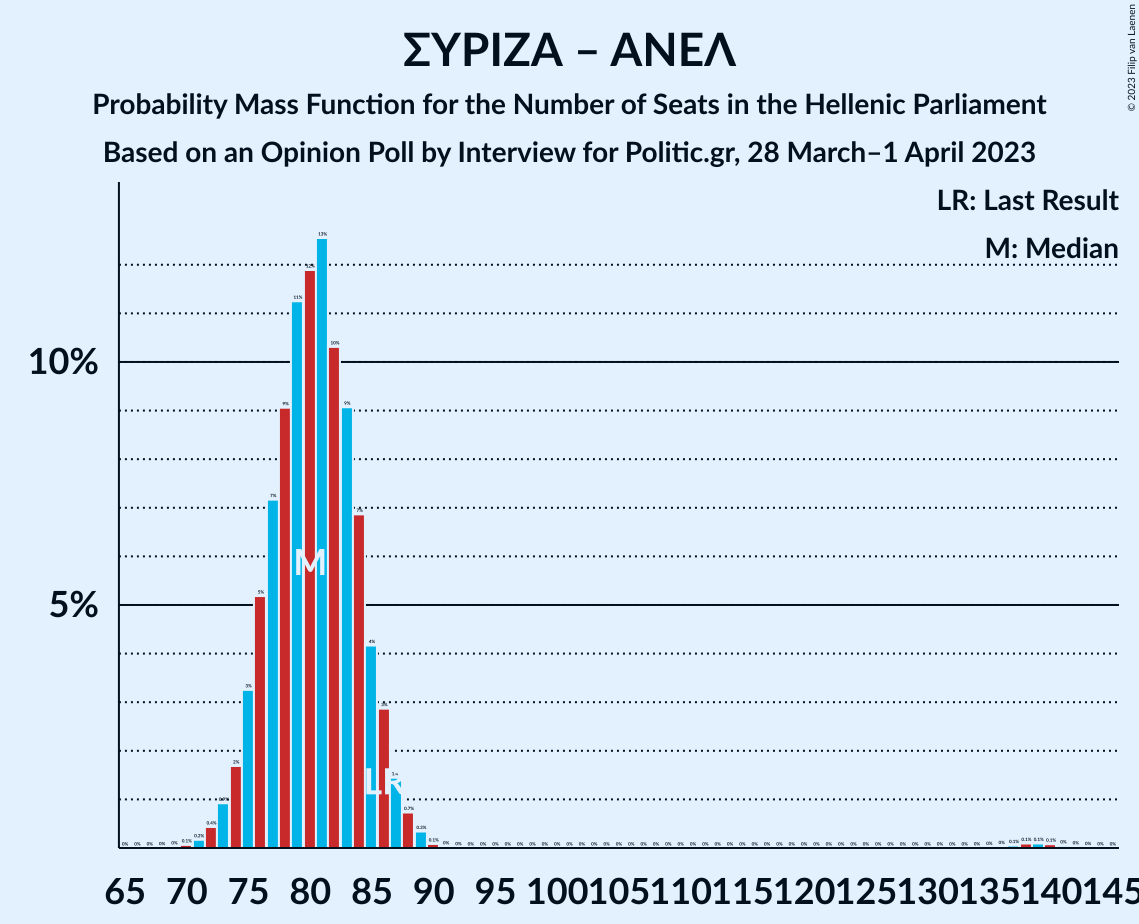 © 2023 Filip van Laenen
ΣΥΡΙΖΑ – ΑΝΕΛ
Probability Mass Function for the Number of Seats in the Hellenic Parliament
Based on an Opinion Poll by Interview for Politic.gr, 28 March–1 April 2023
LR: Last Result
M: Median
10%
5%
M
LR
65 70 75 80 85 90 95 100 105 110 115 120 125 130 135 140 145